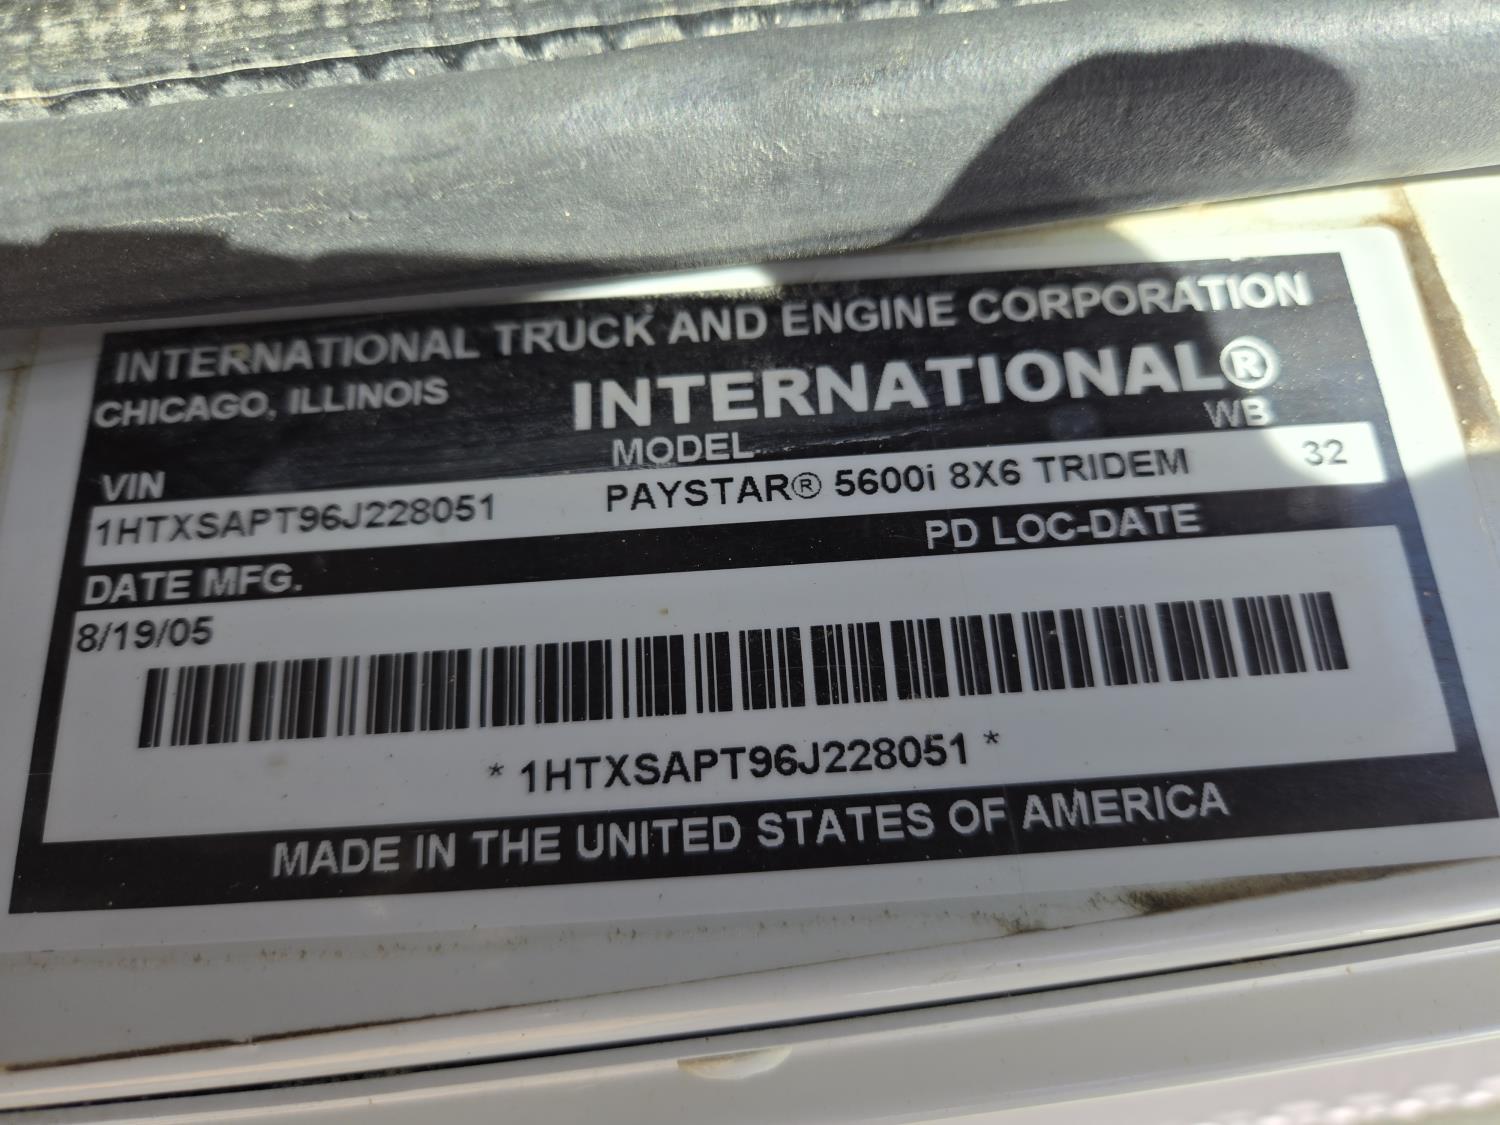 INTERNATIONAL TRUCK AND ENGINE CORPORATION
CHICAGO, ILLINOIS
INTERNATIONAL®
VIN
MODEL
WB
1HTXSAPT96J228051
PAYSTAR® 5600i 8X6 TRIDEM
32
DATE MFG.
PD LOC-DATE
8/19/05
* 1HTXSAPT96J228051 *
MADE IN THE UNITED STATES OF AMERICA